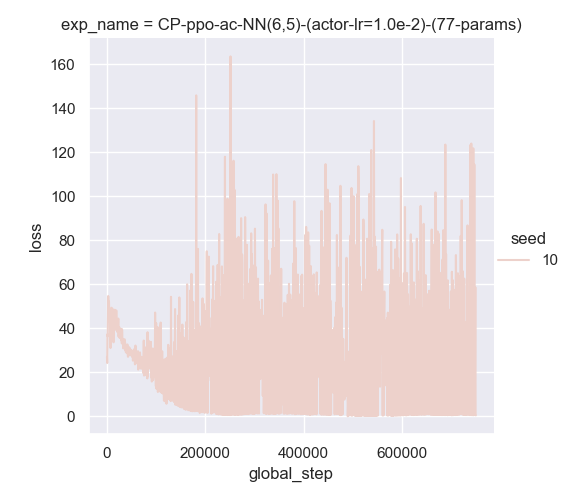 exp_name = CP-ppo-ac-NN(6,5)-(actor-lr=1.0e-2)-(77-params)
160
140
120
100
80
60
40
20
0
loss
0 200000 400000 600000
global_step
seed
10